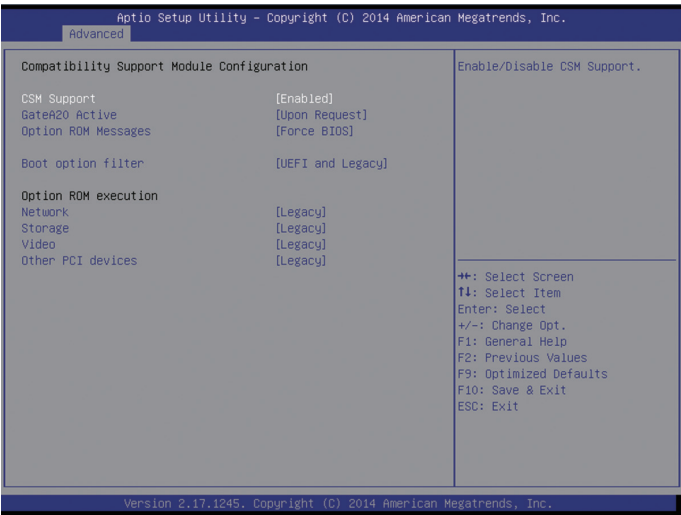 Aptio Setup Utility – Copyright (C) 2014 American Megatrends, Inc.
Advanced
Compatibility Support Module Configuration
CSM Support [Enabled]
GateA20 Active [Upon Request]
Option ROM Messages [Force BIOS]
Boot option filter [UEFI and Legacy]
Option ROM execution
Network [Legacy]
Storage [Legacy]
Video [Legacy]
Other PCI devices [Legacy]
Enable/Disable CSM Support.
→←: Select Screen
↑↓: Select Item
Enter: Select
+/-: Change Opt.
F1: General Help
F2: Previous Values
F9: Optimized Defaults
F10: Save & Exit
ESC: Exit
Version 2.17.1245. Copyright (C) 2014 American Megatrends, Inc.